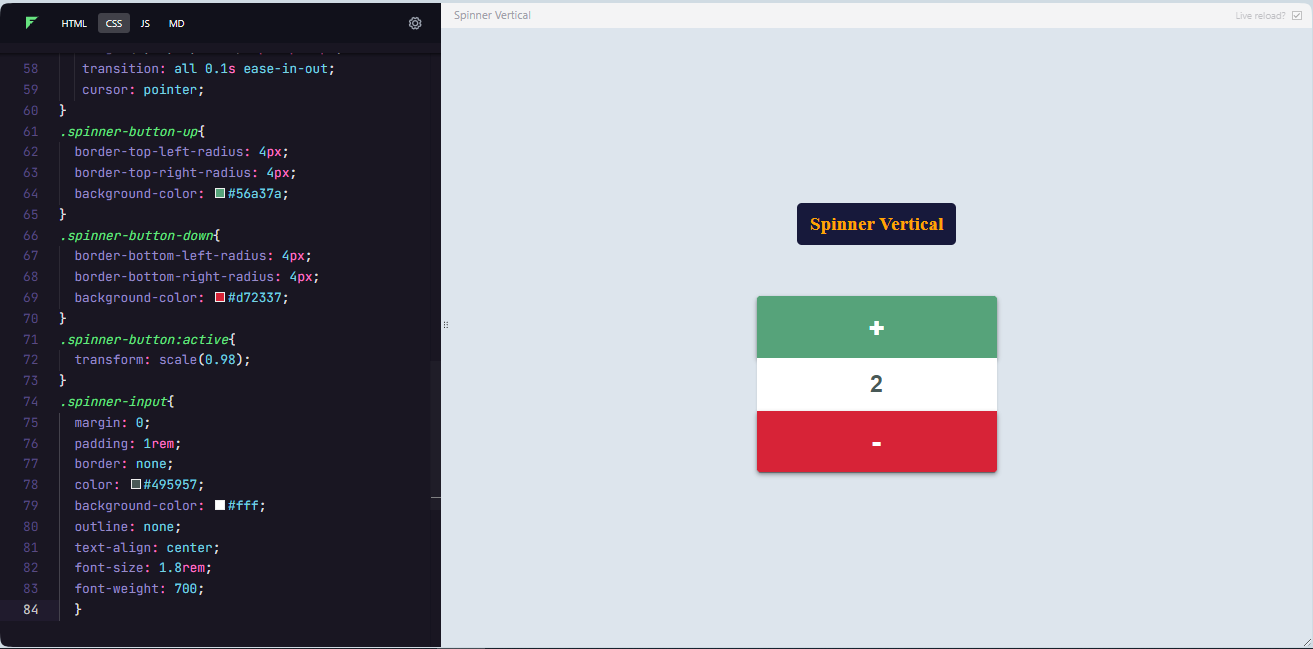 HTML CSS JS MD
58 transition: all 0.1s ease-in-out;
59 cursor: pointer;
60 }
61 .spinner-button-up{
62 border-top-left-radius: 4px;
63 border-top-right-radius: 4px;
64 background-color: #56a37a;
65 }
66 .spinner-button-down{
67 border-bottom-left-radius: 4px;
68 border-bottom-right-radius: 4px;
69 background-color: #d72337;
70 }
71 .spinner-button:active{
72 transform: scale(0.98);
73 }
74 .spinner-input{
75 margin: 0;
76 padding: 1rem;
77 border: none;
78 color: #495957;
79 background-color: #fff;
80 outline: none;
81 text-align: center;
82 font-size: 1.8rem;
83 font-weight: 700;
84 }
Spinner Vertical
Live reload?
Spinner Vertical
+
2
-